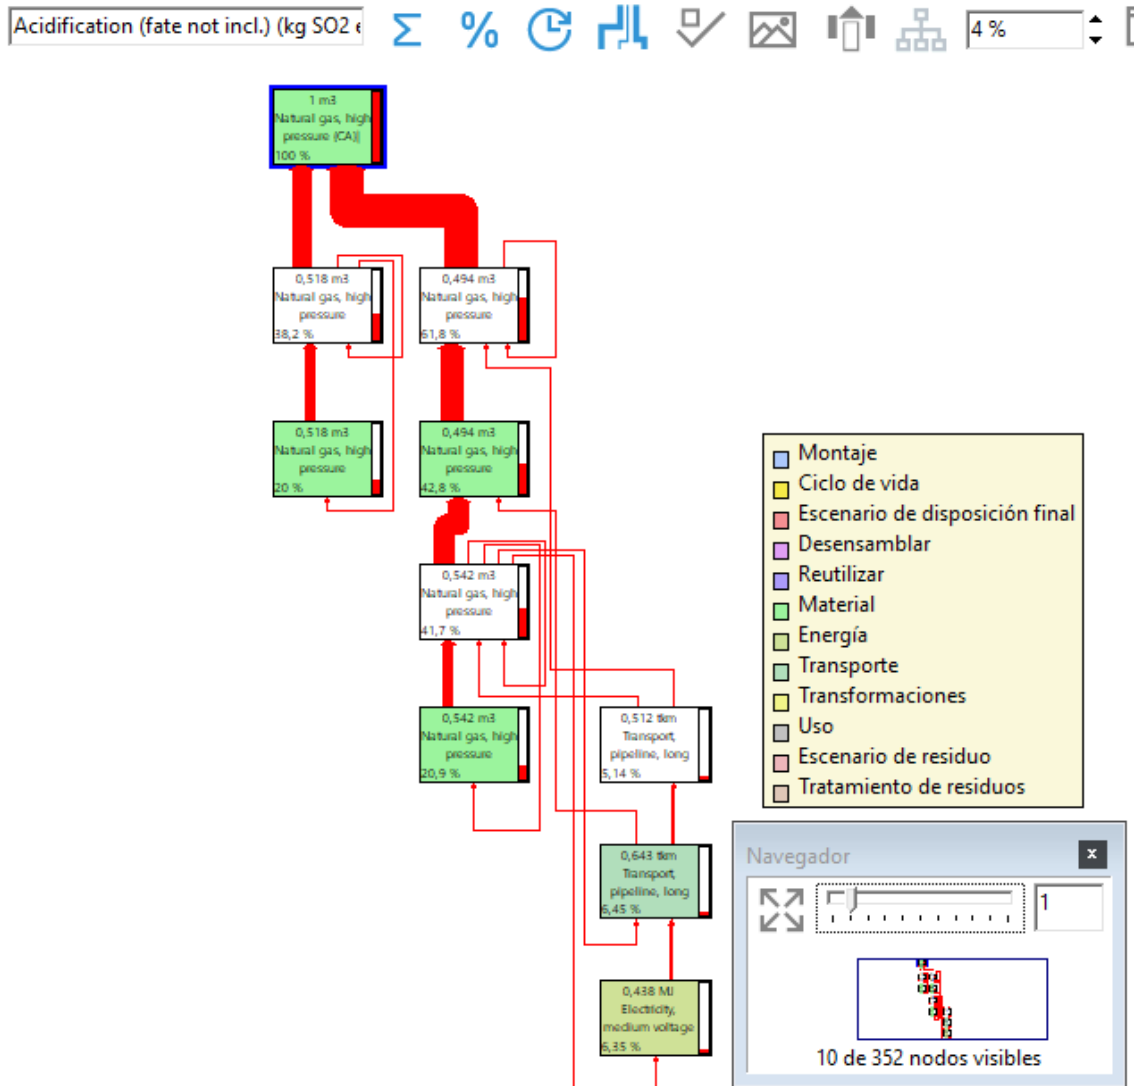 Acidification (fate not incl.) (kg SO2 e
4 %
1 m3
Natural gas, high
pressure (CA)|
100 %
0,518 m3
Natural gas, high
pressure
38,2 %
0,494 m3
Natural gas, high
pressure
61,8 %
0,518 m3
Natural gas, high
pressure
20 %
0,494 m3
Natural gas, high
pressure
42,8 %
0,542 m3
Natural gas, high
pressure
41,7 %
0,542 m3
Natural gas, high
pressure
20,9 %
0,512 tkm
Transport,
pipeline, long
5,14 %
0,643 tkm
Transport,
pipeline, long
6,45 %
0,438 MJ
Electricity,
medium voltage
6,35 %
Montaje
Ciclo de vida
Escenario de disposición final
Desensamblar
Reutilizar
Material
Energía
Transporte
Transformaciones
Uso
Escenario de residuo
Tratamiento de residuos
Navegador
x
1
10 de 352 nodos visibles